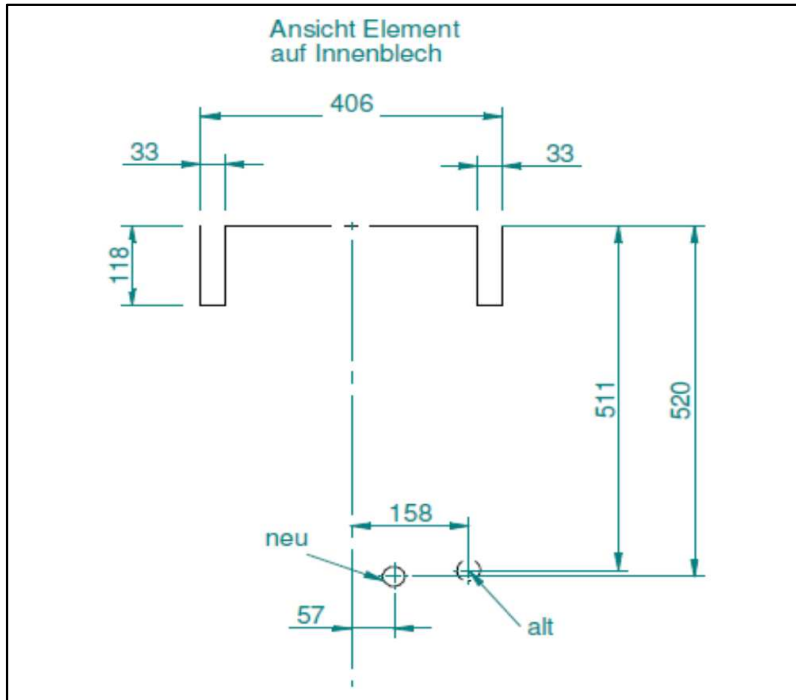 Ansicht Element
auf Innenblech
406
33
33
118
511
520
158
neu
57
alt